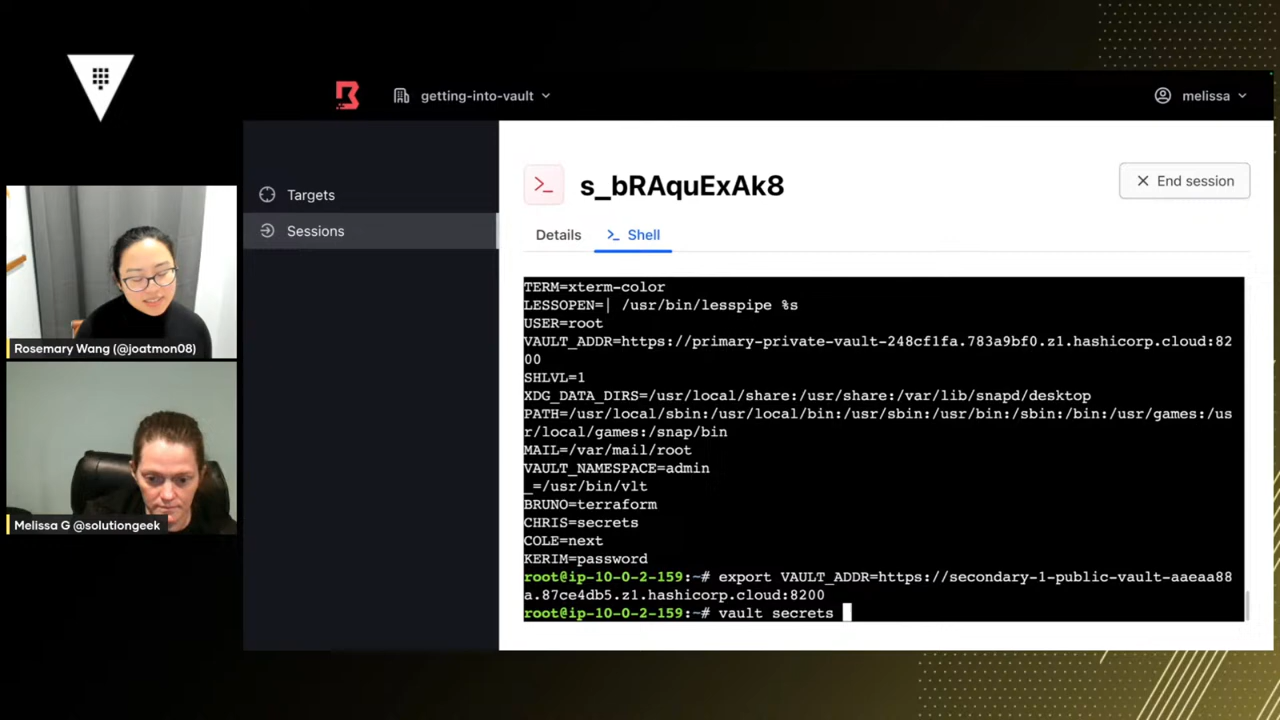 getting-into-vault
melissa
Targets
Sessions
s_bRAquExAk8
End session
Details
>_ Shell
TERM=xterm-color
LESSOPEN=| /usr/bin/lesspipe %s
USER=root
VAULT_ADDR=https://primary-private-vault-248cf1fa.783a9bf0.z1.hashicorp.cloud:82
00
SHLVL=1
XDG_DATA_DIRS=/usr/local/share:/usr/share:/var/lib/snapd/desktop
PATH=/usr/local/sbin:/usr/local/bin:/usr/sbin:/usr/bin:/sbin:/bin:/usr/games:/us
r/local/games:/snap/bin
MAIL=/var/mail/root
VAULT_NAMESPACE=admin
_=/usr/bin/vlt
BRUNO=terraform
CHRIS=secrets
COLE=next
KERIM=password
root@ip-10-0-2-159:~# export VAULT_ADDR=https://secondary-1-public-vault-aaeaa88
a.87ce4db5.z1.hashicorp.cloud:8200
root@ip-10-0-2-159:~# vault secrets
Rosemary Wang (@joatmon08)
Melissa G @solutiongeek